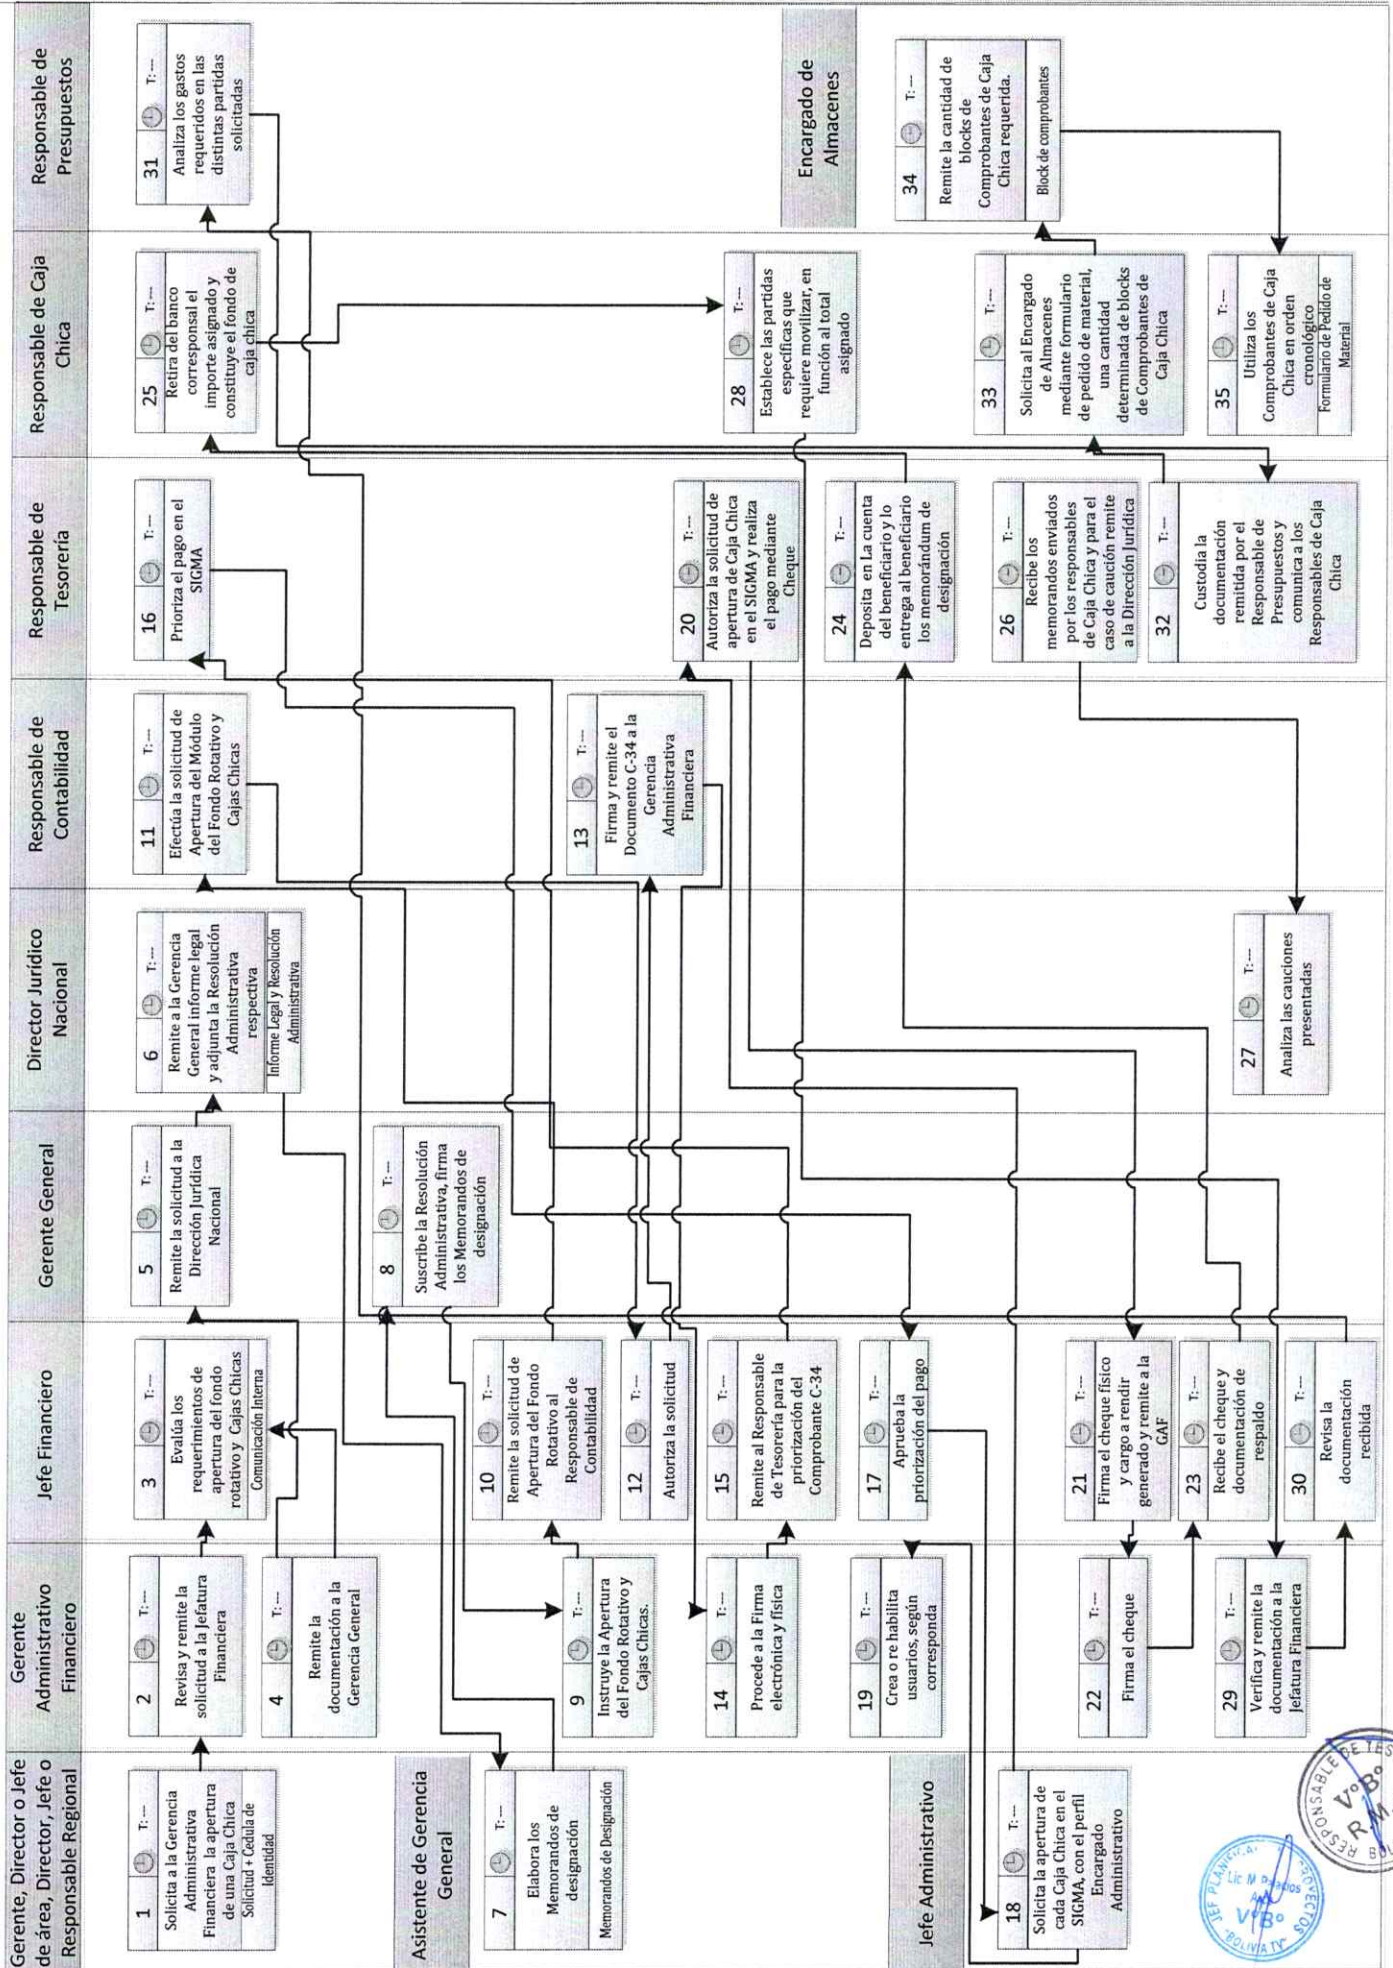 Gerente, Director o Jefe
de área, Director, Jefe o
Responsable Regional
Gerente
Administrativo
Financiero
Jefe Financiero
Gerente General
Director Jurídico
Nacional
Responsable de
Contabilidad
Responsable de
Tesorería
Responsable de Caja
Chica
Responsable de
Presupuestos
1 T:---
Solicita a la Gerencia
Administrativa
Financiera la apertura
de una Caja Chica
Solicitud + Cedula de
Identidad
2 T:---
Revisa y remite la
solicitud a la Jefatura
Financiera
3 T:---
Evalúa los
requerimientos de
apertura del fondo
rotativo y Cajas Chicas
Comunicación Interna
4 T:---
Remite la
documentación a la
Gerencia General
5 T:---
Remite la solicitud a la
Dirección Jurídica
Nacional
6 T:---
Remite a la Gerencia
General informe legal
y adjunta la Resolución
Administrativa
respectiva
Informe Legal y Resolución
Administrativa
Asistente de Gerencia
General
7 T:---
Elabora los
Memorandos de
designación
Memorandos de Designación
8 T:---
Suscribe la Resolución
Administrativa, firma
los Memorandos de
designación
9 T:---
Instruye la Apertura
del Fondo Rotativo y
Cajas Chicas.
10 T:---
Remite la solicitud de
Apertura del Fondo
Rotativo al
Responsable de
Contabilidad
11 T:---
Efectúa la solicitud de
Apertura del Módulo
del Fondo Rotativo y
Cajas Chicas
12 T:---
Autoriza la solicitud
13 T:---
Firma y remite el
Documento C-34 a la
Gerencia
Administrativa
Financiera
14 T:---
Procede a la Firma
electrónica y física
15 T:---
Remite al Responsable
de Tesorería para la
priorización del
Comprobante C-34
16 T:---
Prioriza el pago en el
SIGMA
17 T:---
Aprueba la
priorización del pago
Jefe Administrativo
18 T:---
Solicita la apertura de
cada Caja Chica en el
SIGMA, con el perfil
Encargado
Administrativo
19 T:---
Crea o re habilita
usuarios, según
corresponda
20 T:---
Autoriza la solicitud de
apertura de Caja Chica
en el SIGMA y realiza
el pago mediante
Cheque
21 T:---
Firma el cheque físico
y cargo a rendir
generado y remite a la
GAF
22 T:---
Firma el cheque
23 T:---
Recibe el cheque y
documentación de
respaldo
24 T:---
Deposita en La cuenta
del beneficiario y lo
entrega al beneficiario
los memorándum de
designación
25 T:---
Retira del banco
corresponsal el
importe asignado y
constituye el fondo de
caja chica
26 T:---
Recibe los
memorandos enviados
por los responsables
de Caja Chica y para el
caso de caución remite
a la Dirección Jurídica
27 T:---
Analiza las cauciones
presentadas
28 T:---
Establece las partidas
específicas que
requiere movilizar, en
función al total
asignado
29 T:---
Verifica y remite la
documentación a la
Jefatura Financiera
30 T:---
Revisa la
documentación
recibida
31 T:---
Analiza los gastos
requeridos en las
distintas partidas
solicitadas
32 T:---
Custodia la
documentación
remitida por el
Responsable de
Presupuestos y
comunica a los
Responsables de Caja
Chica
33 T:---
Solicita al Encargado
de Almacenes
mediante formulario
de pedido de material,
una cantidad
determinada de blocks
de Comprobantes de
Caja Chica
Encargado de
Almacenes
34 T:---
Remite la cantidad de
blocks de
Comprobantes de Caja
Chica requerida.
Block de comprobantes
35 T:---
Utiliza los
Comprobantes de Caja
Chica en orden
cronológico
Formulario de Pedido de
Material
Lic M
VºBº
BOLIVIA TV
RESPONSABLE DE
VºBº
R.M.